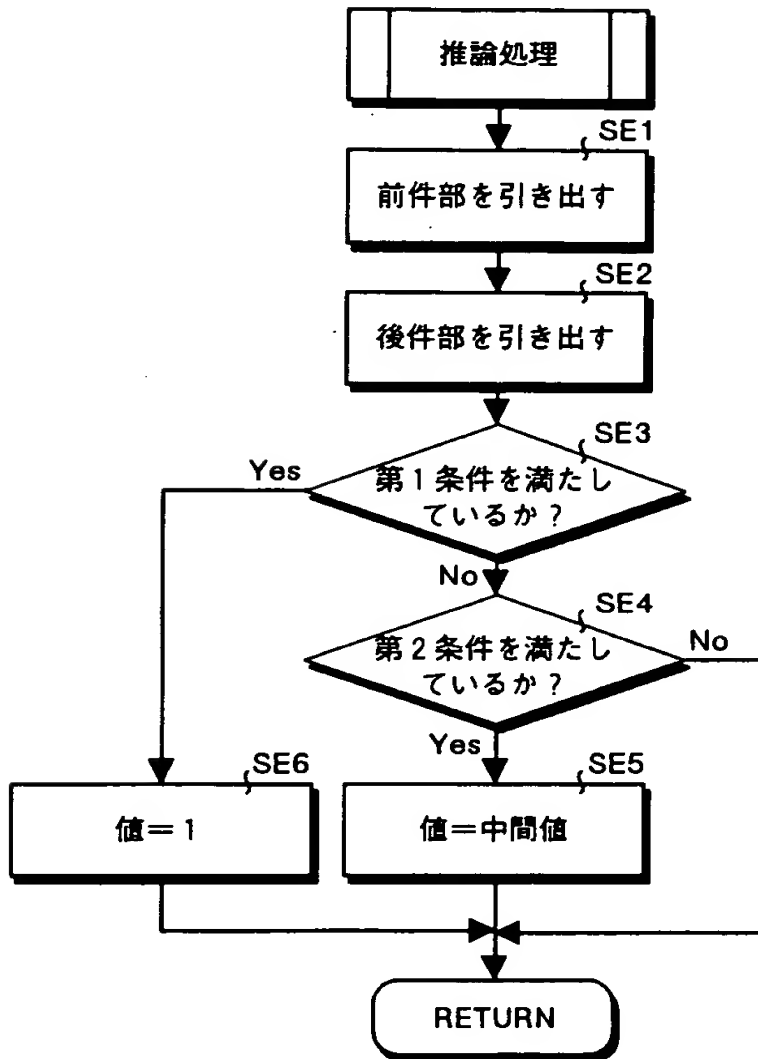 推論処理
SE1
前件部を引き出す
SE2
後件部を引き出す
SE3
Yes
第1条件を満たし
ているか？
No
SE4
No
第2条件を満たし
ているか？
Yes
SE6
SE5
値＝1
値＝中間値
RETURN